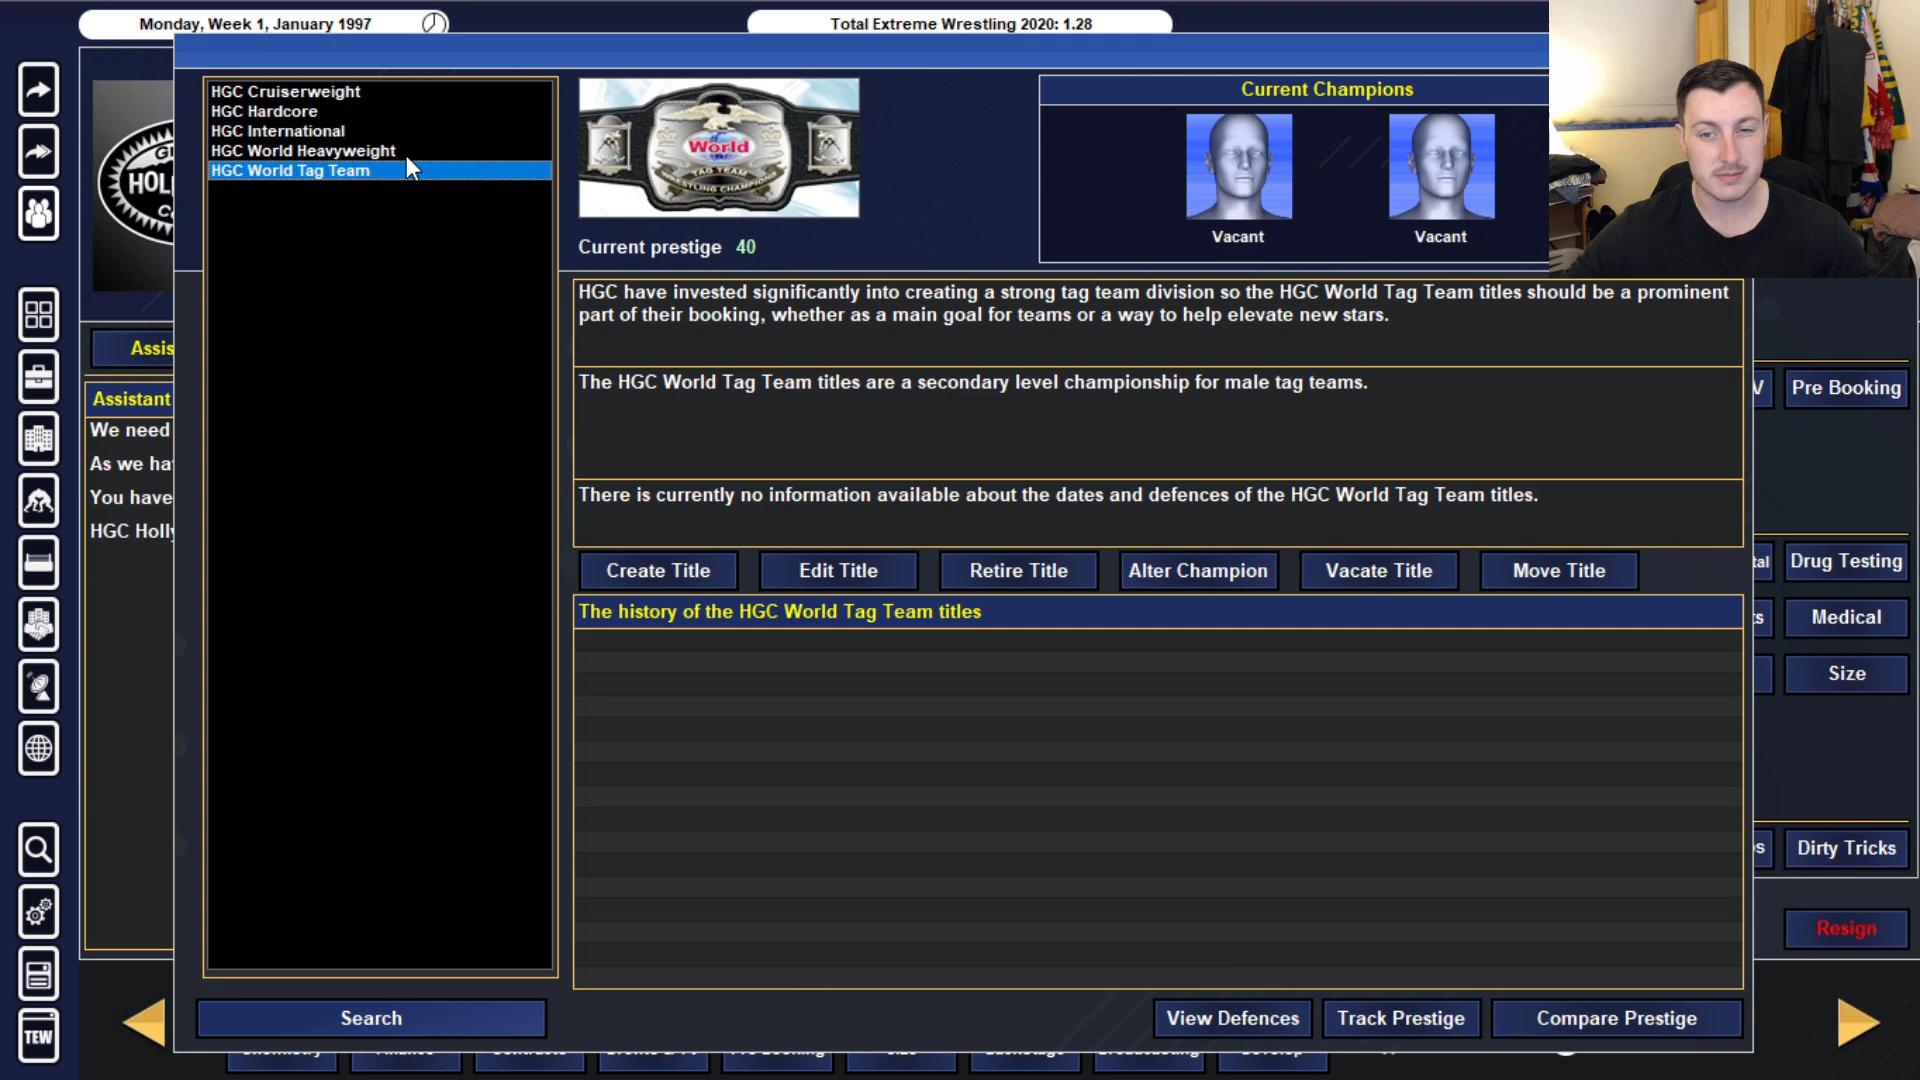 Monday, Week 1, January 1997
Total Extreme Wrestling 2020: 1.28
HGC Cruiserweight
HGC Hardcore
HGC International
HGC World Heavyweight
HGC World Tag Team
World
TAG TEAM
WRESTLING CHAMPIONS
Current prestige 40
Current Champions
Vacant
Vacant
HGC have invested significantly into creating a strong tag team division so the HGC World Tag Team titles should be a prominent
part of their booking, whether as a main goal for teams or a way to help elevate new stars.
The HGC World Tag Team titles are a secondary level championship for male tag teams.
There is currently no information available about the dates and defences of the HGC World Tag Team titles.
Create Title
Edit Title
Retire Title
Alter Champion
Vacate Title
Move Title
The history of the HGC World Tag Team titles
Search
View Defences
Track Prestige
Compare Prestige
Assis
Assistant
We need
As we ha
You have
HGC Holly
Pre Booking
Drug Testing
Medical
Size
Dirty Tricks
Resign
TEW